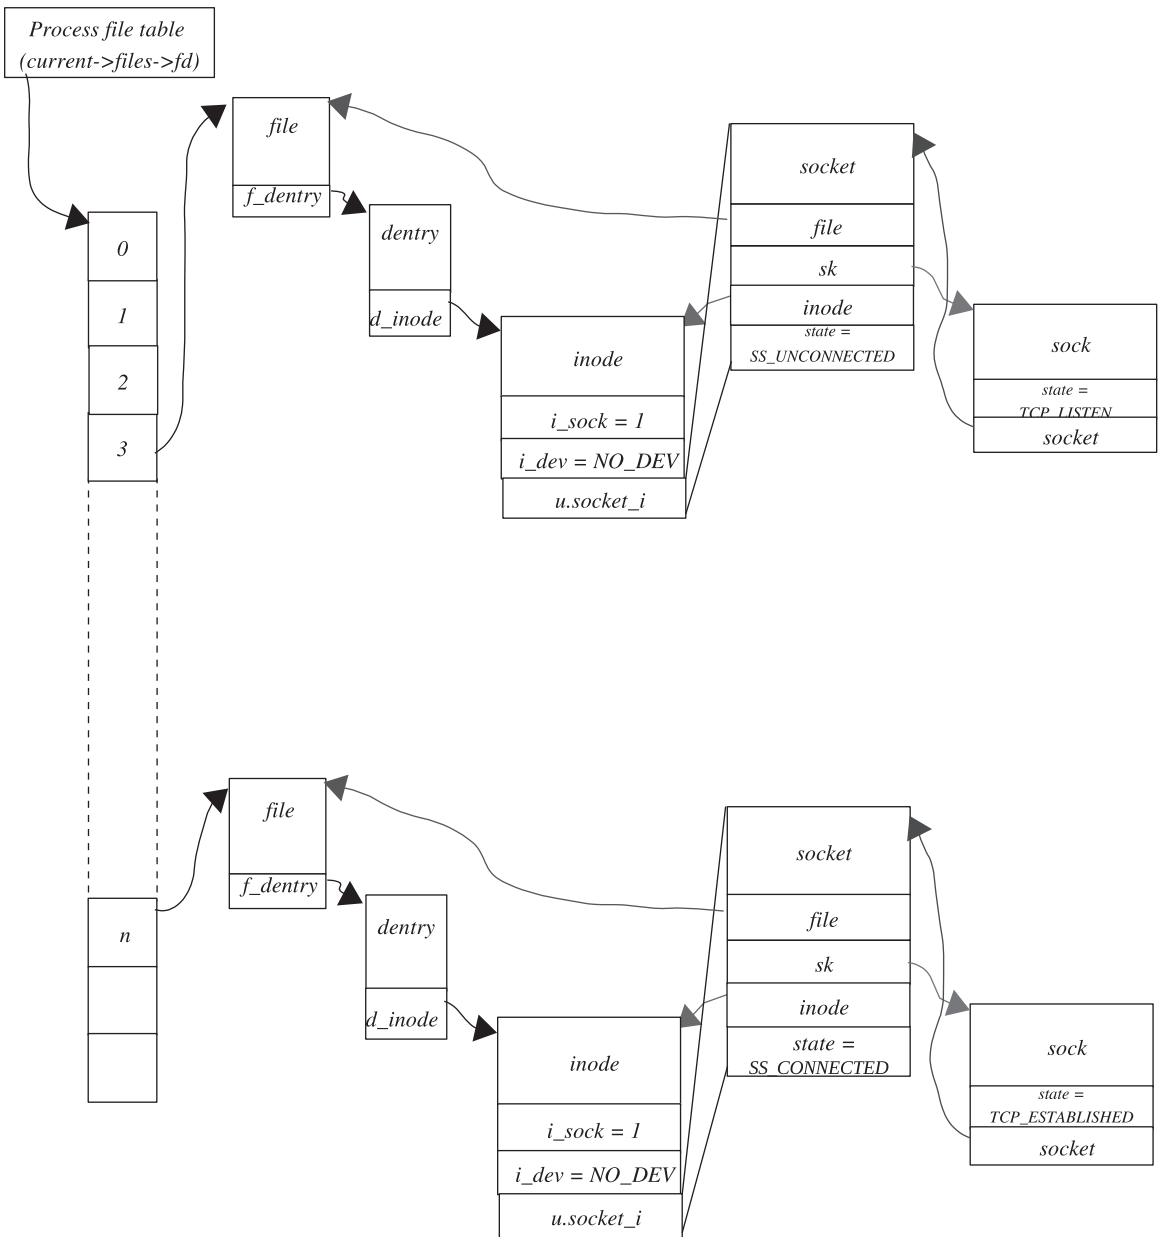 Process file table
(current->files->fd)
file
f_dentry
0
1
2
3
dentry
d_inode
inode
i_sock = 1
i_dev = NO_DEV
u.socket_i
socket
file
sk
inode
state =
SS_UNCONNECTED
sock
state =
TCP_LISTEN
socket
n
file
f_dentry
dentry
d_inode
inode
i_sock = 1
i_dev = NO_DEV
u.socket_i
socket
file
sk
inode
state =
SS_CONNECTED
sock
state =
TCP_ESTABLISHED
socket